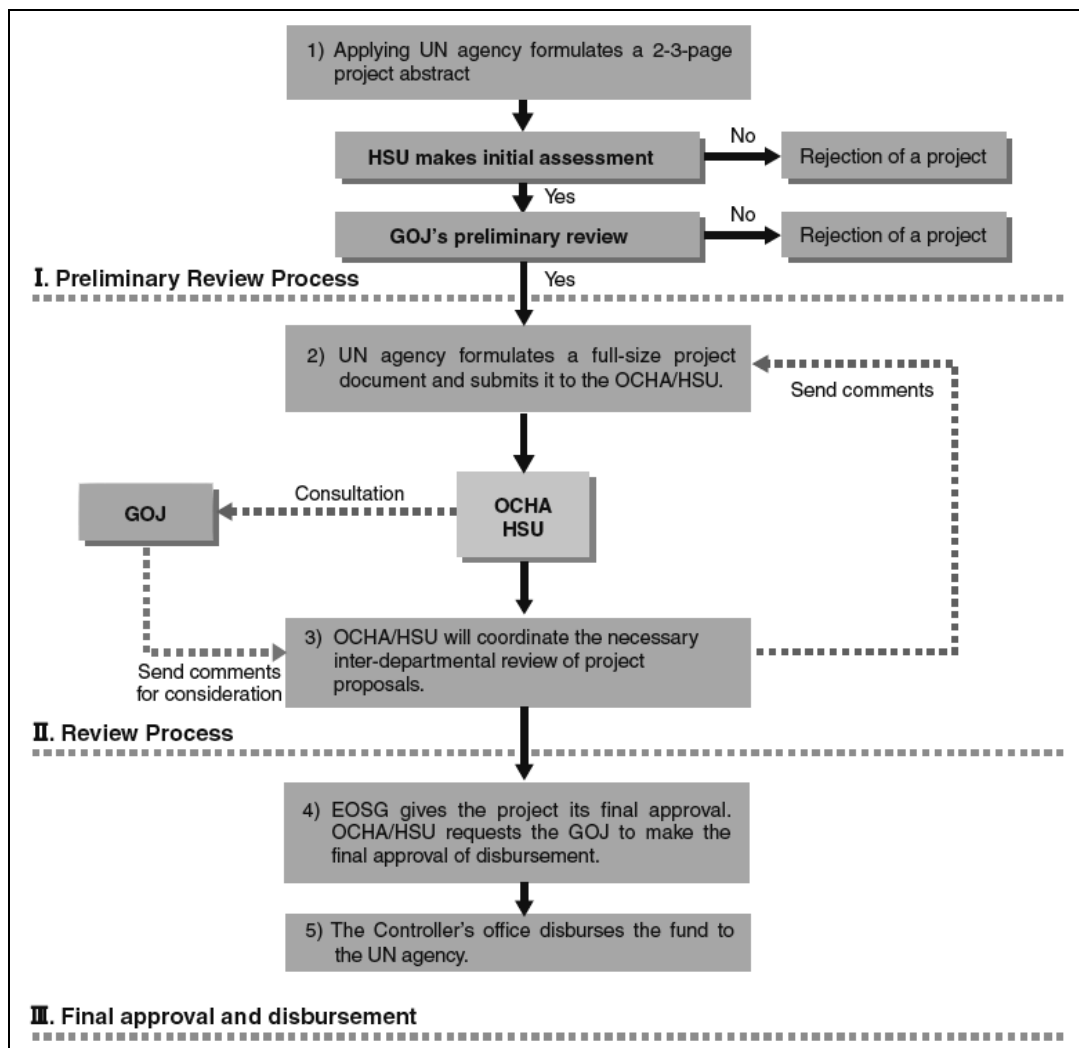 1) Applying UN agency formulates a 2-3-page
project abstract
HSU makes initial assessment
No
Rejection of a project
Yes
GOJ's preliminary review
No
Rejection of a project
I. Preliminary Review Process
Yes
2) UN agency formulates a full-size project
document and submits it to the OCHA/HSU.
Send comments
Consultation
GOJ
OCHA
HSU
3) OCHA/HSU will coordinate the necessary
inter-departmental review of project
proposals.
Send comments
for consideration
II. Review Process
4) EOSG gives the project its final approval.
OCHA/HSU requests the GOJ to make the
final approval of disbursement.
5) The Controller's office disburses the fund to
the UN agency.
III. Final approval and disbursement